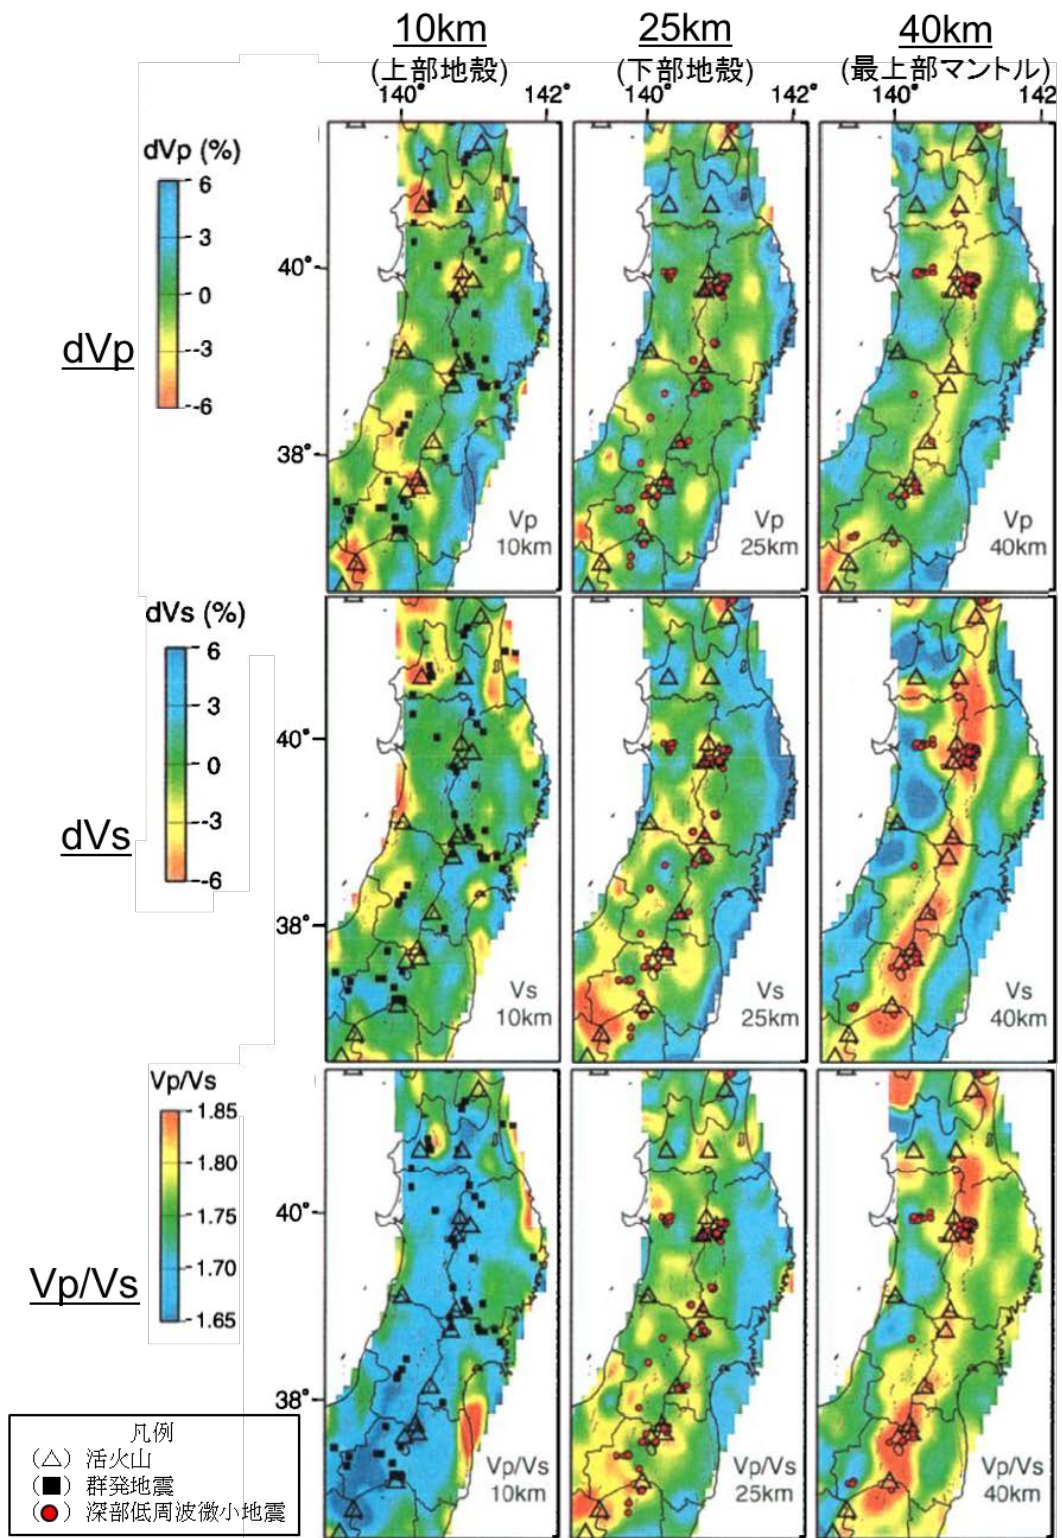 10km 25km 40km
(上部地殻) (下部地殻) (最上部マントル)
140° 142° 140° 142° 140° 142°
dVp (%)
6
3
0
-3
-6
dVp
40°
38°
Vp
10km
Vp
25km
Vp
40km
dVs (%)
6
3
0
-3
-6
dVs
40°
38°
Vs
10km
Vs
25km
Vs
40km
Vp/Vs
1.85
1.80
1.75
1.70
1.65
Vp/Vs
40°
38°
Vp/Vs
10km
Vp/Vs
25km
Vp/Vs
40km
凡例
(△) 活火山
(■) 群発地震
(●) 深部低周波微小地震